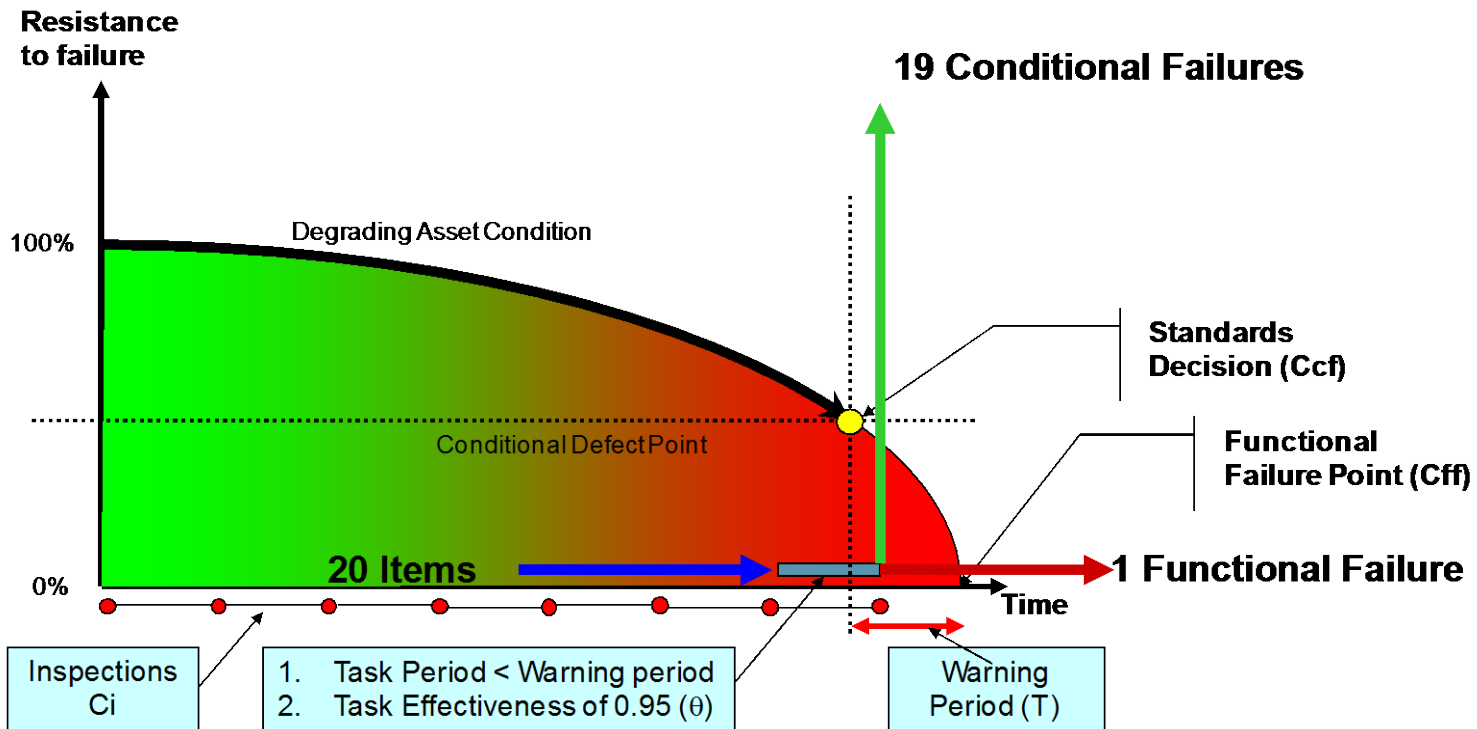 Resistance
to failure
19 Conditional Failures
Degrading Asset Condition
100%
Standards
Decision (Ccf)
Conditional Defect Point
Functional
Failure Point (Cff)
20 Items
1 Functional Failure
0%
Time
Inspections
Ci
1. Task Period < Warning period
2. Task Effectiveness of 0.95 (θ)
Warning
Period (T)